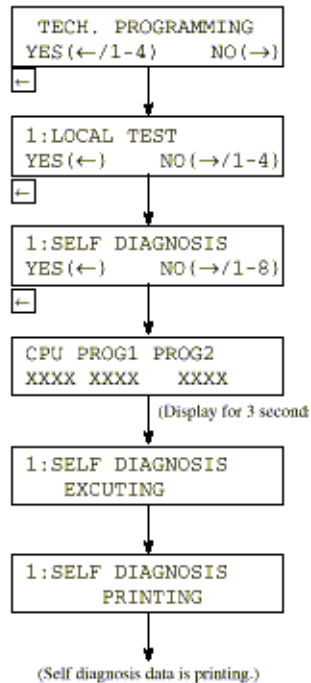 TECH. PROGRAMMING
YES(←/1-4) NO(→)
←
1:LOCAL TEST
YES(←) NO(→/1-4)
←
1:SELF DIAGNOSIS
YES(←) NO(→/1-8)
←
CPU PROG1 PROG2
XXXX XXXX XXXX
(Display for 3 second
1:SELF DIAGNOSIS
EXCUTING
1:SELF DIAGNOSIS
PRINTING
(Self diagnosis data is printing.)